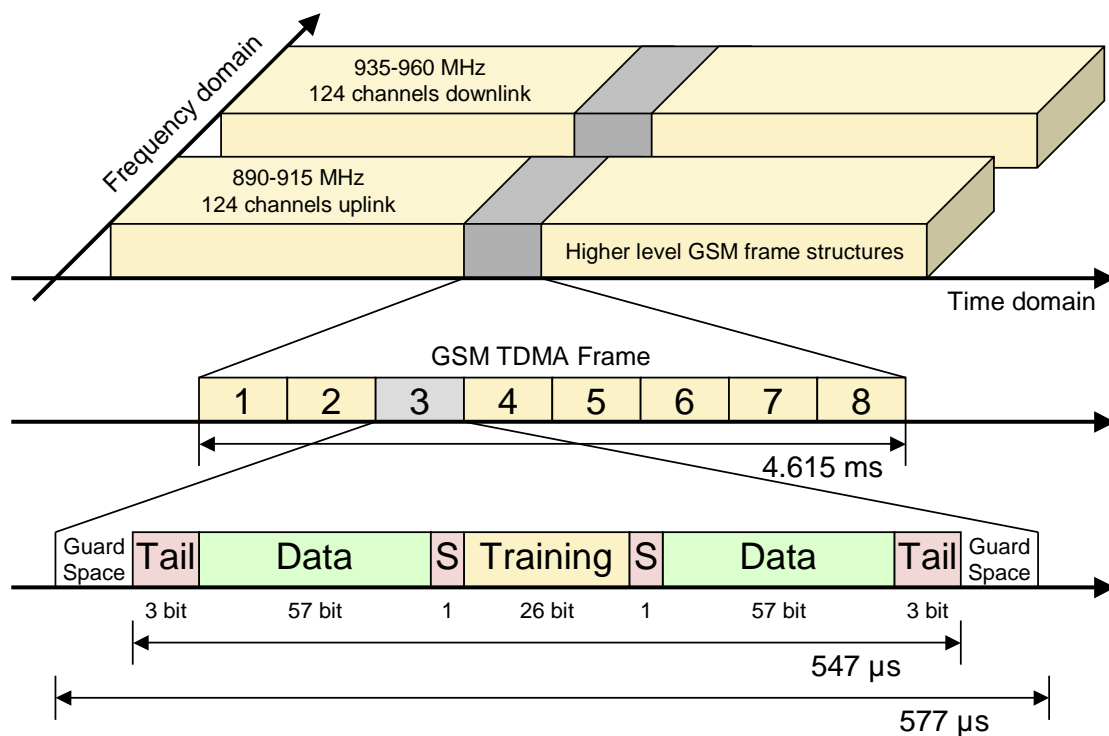 Frequency domain
935-960 MHz
124 channels downlink
890-915 MHz
124 channels uplink
Higher level GSM frame structures
Time domain
GSM TDMA Frame
1 2 3 4 5 6 7 8
4.615 ms
Guard Space Tail Data S Training S Data Tail Guard Space
3 bit 57 bit 1 26 bit 1 57 bit 3 bit
547 µs
577 µs